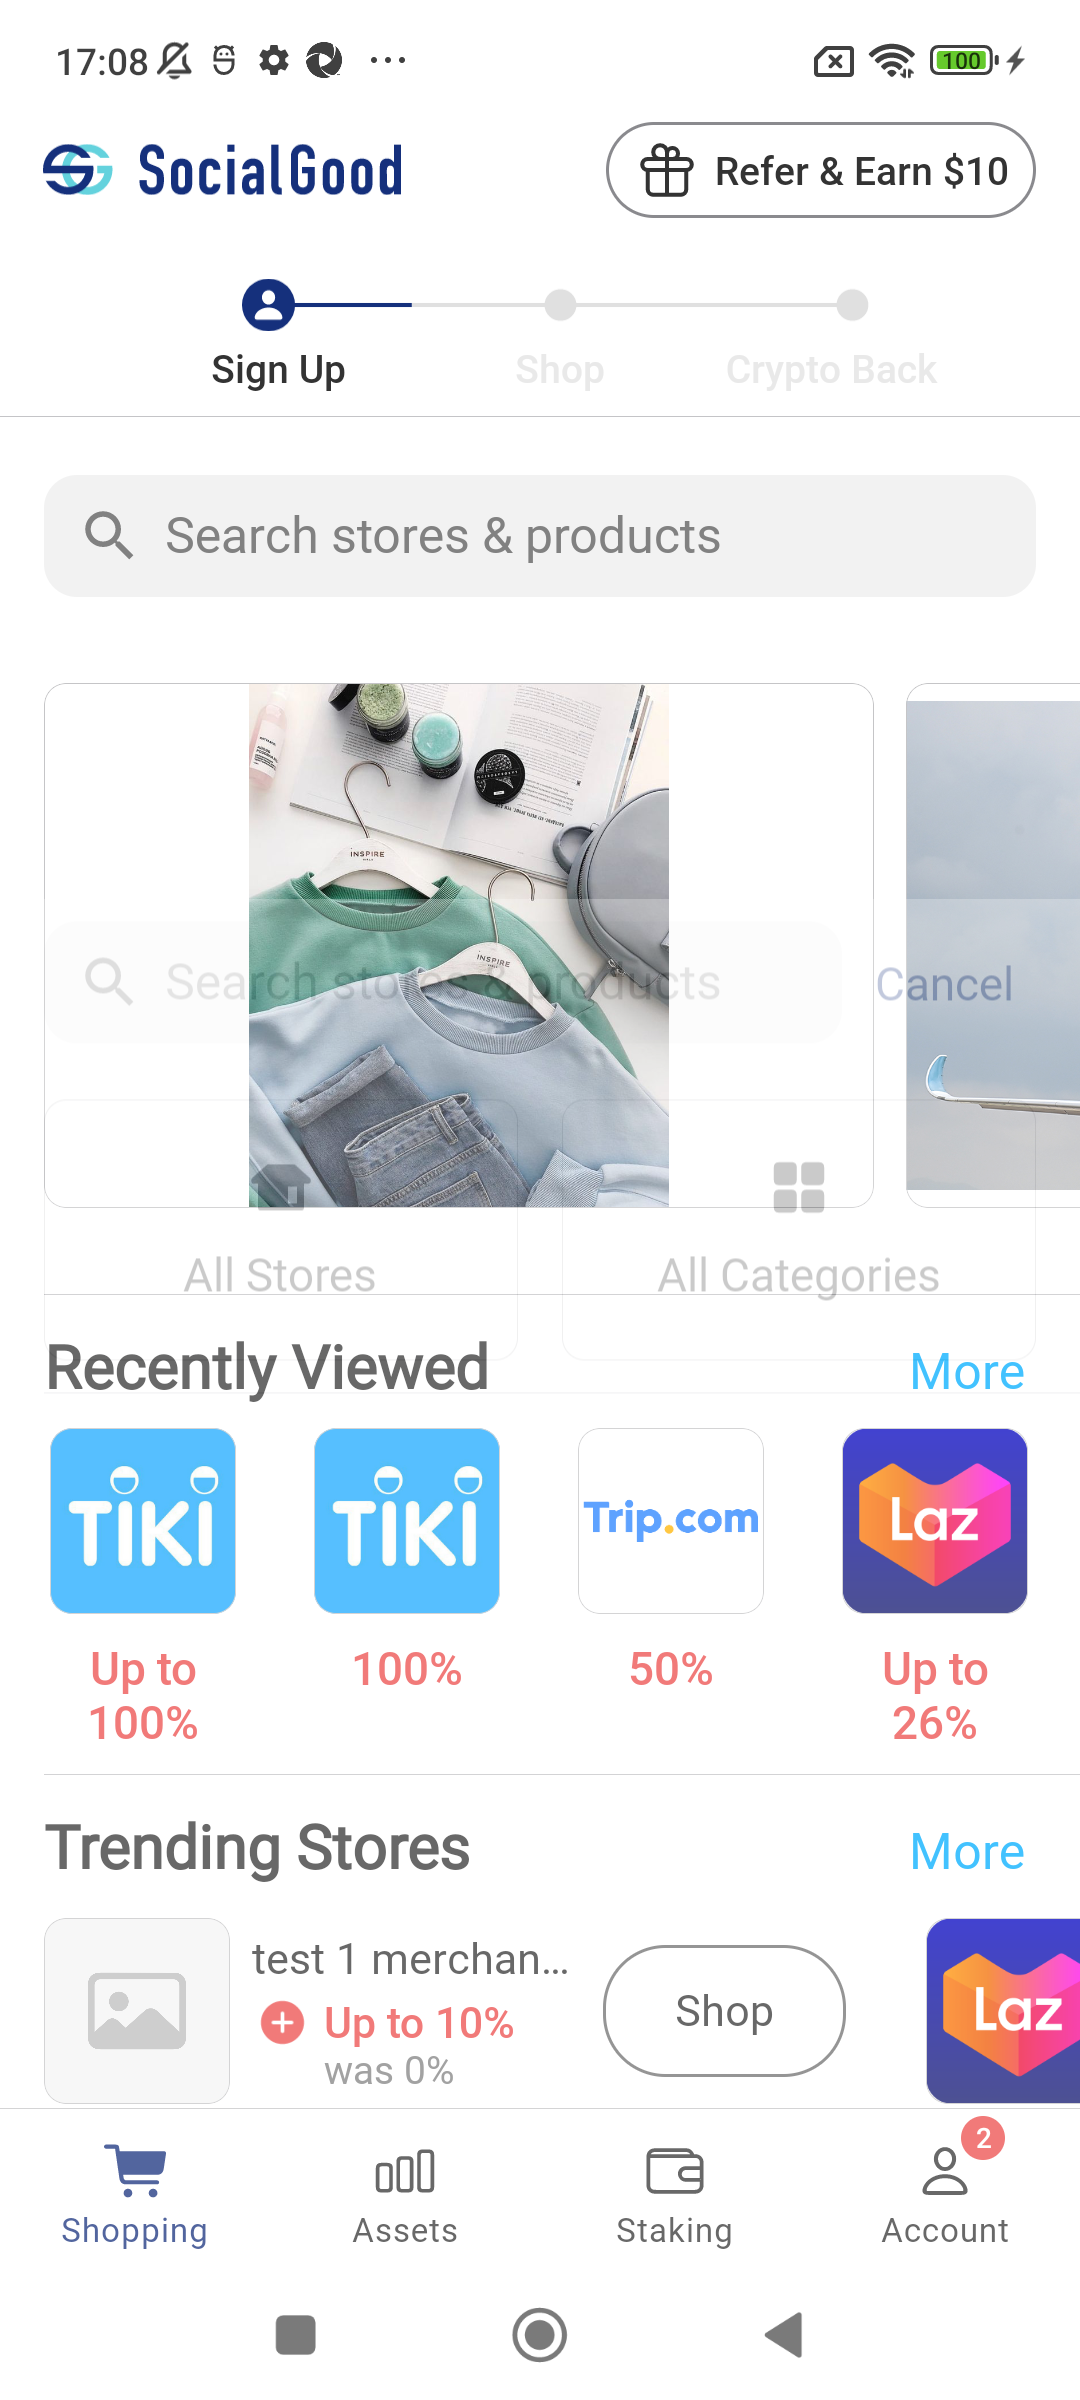 17:08
100
SocialGood
Refer & Earn $10
Sign Up
Shop
Crypto Back
Search stores & products
INSPIRE
INSPIRE
Search stores & products
Cancel
All Stores
All Categories
Recently Viewed
More
TiKi
TiKi
Trip.com
Laz
Up to
100%
100%
50%
Up to
26%
Trending Stores
More
test 1 merchan...
Up to 10%
was 0%
Shop
Laz
2
Shopping
Assets
Staking
Account